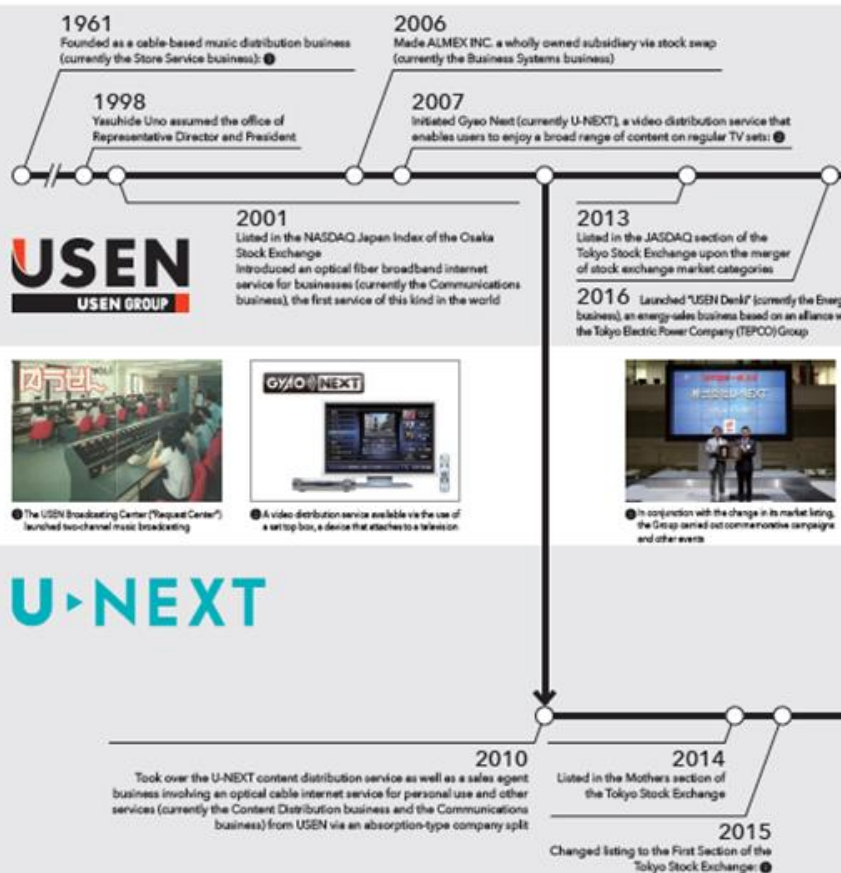 1961
Founded as a cable-based music distribution business
(currently the Store Service business): ❶
2006
Made ALMEX INC. a wholly owned subsidiary via stock swap
(currently the Business Systems business)
1998
Yasuhide Uno assumed the office of
Representative Director and President
2007
Initiated Gyao Next (currently U-NEXT), a video distribution service that
enables users to enjoy a broad range of content on regular TV sets: ❷
2001
Listed in the NASDAQ Japan Index of the Osaka
Stock Exchange
Introduced an optical fiber broadband internet
service for businesses (currently the Communications
business), the first service of this kind in the world
2013
Listed in the JASDAQ section of the
Tokyo Stock Exchange upon the merger
of stock exchange market categories
2016 Launched "USEN Denki" (currently the Energ
business), an energy-sales business based on an alliance w
the Tokyo Electric Power Company (TEPCO) Group
USEN
USEN GROUP
GYAO NEXT
株式会社U-NEXT
❶ The USEN Broadcasting Center ("Request Center")
launched two-channel music broadcasting
❷ A video distribution service available via the use of
a set top box, a device that attaches to a television
❸ In conjunction with the change in its market listing,
the Group carried out commemorative campaigns
and other events
U NEXT
2010
Took over the U-NEXT content distribution service as well as a sales agent
business involving an optical cable internet service for personal use and other
services (currently the Content Distribution business and the Communications
business) from USEN via an absorption-type company split
2014
Listed in the Mothers section of
the Tokyo Stock Exchange
2015
Changed listing to the First Section of the
Tokyo Stock Exchange: ❸